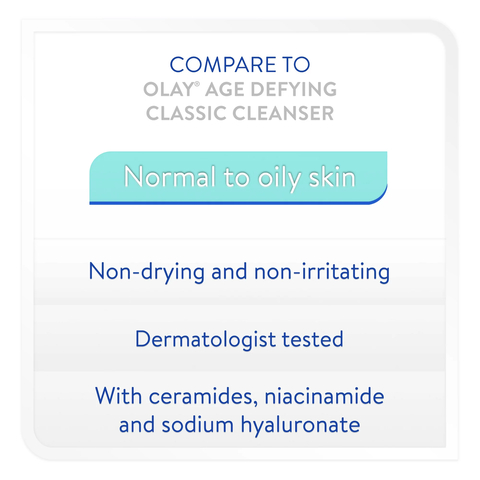 COMPARE TO
OLAY® AGE DEFYING
CLASSIC CLEANSER
Normal to oily skin
Non-drying and non-irritating
Dermatologist tested
With ceramides, niacinamide
and sodium hyaluronate